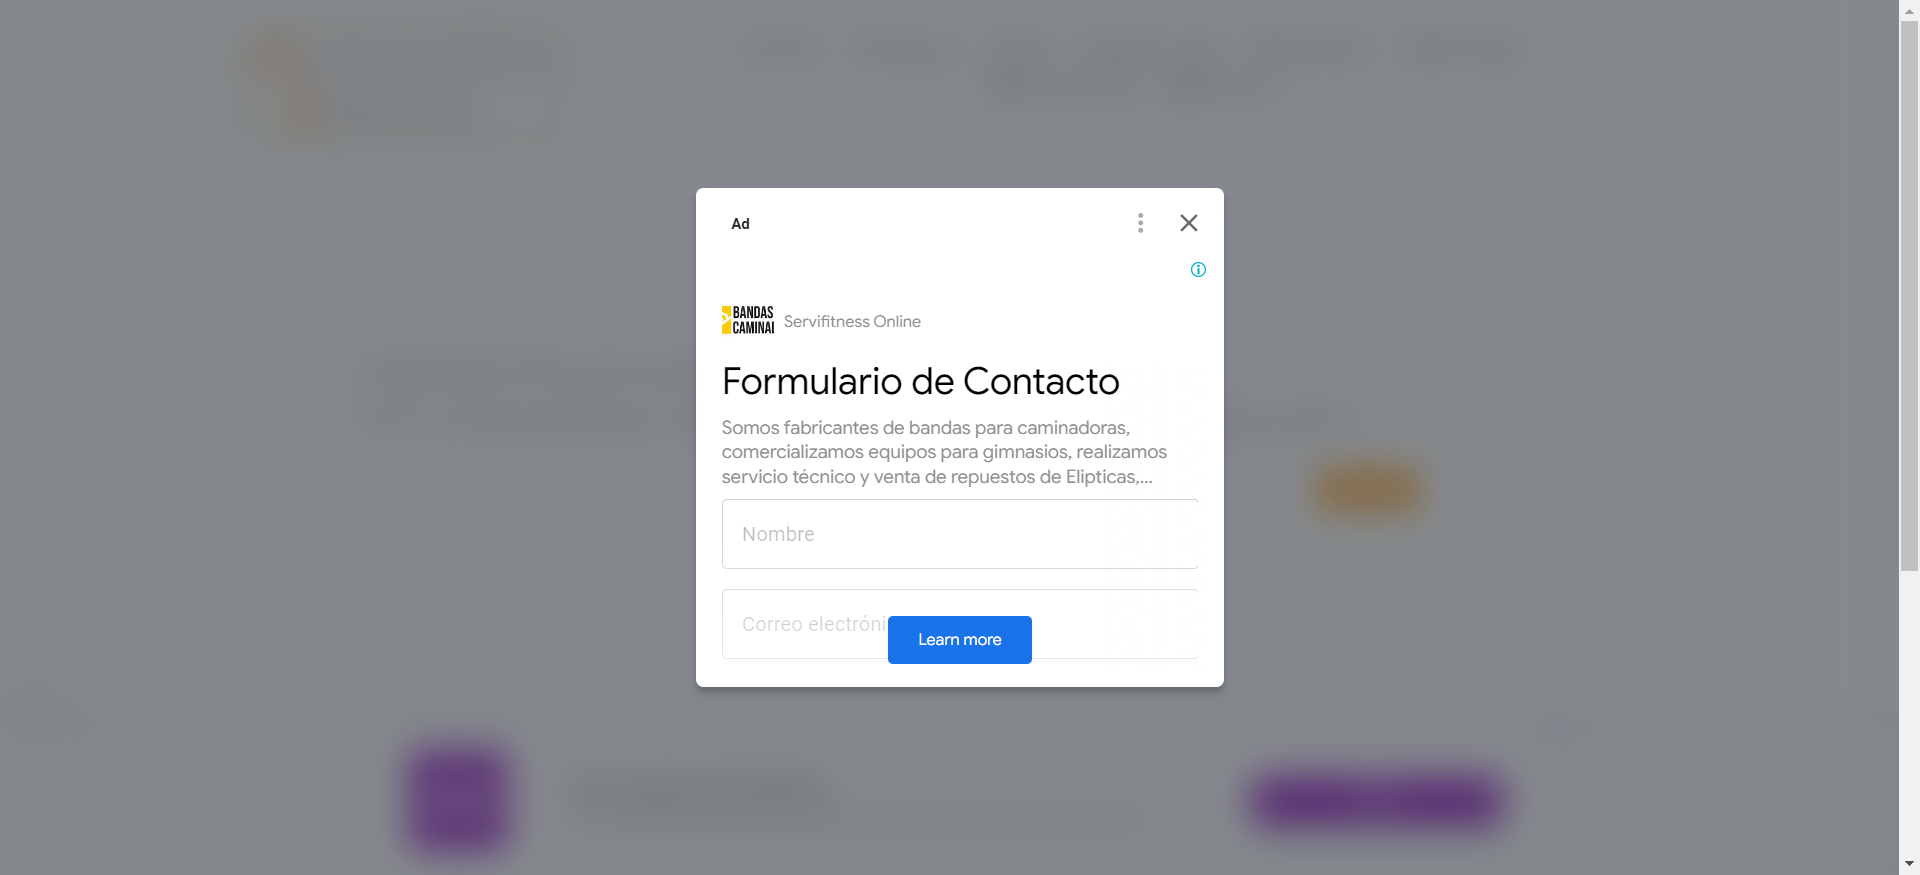 Ad
BANDAS
CAMINA
Servifitness Online
Formulario de Contacto
Somos fabricantes de bandas para caminadoras,
comercializamos equipos para gimnasios, realizamos
servicio técnico y venta de repuestos de Elipticas,...
Nombre
Correo electróni
Learn more